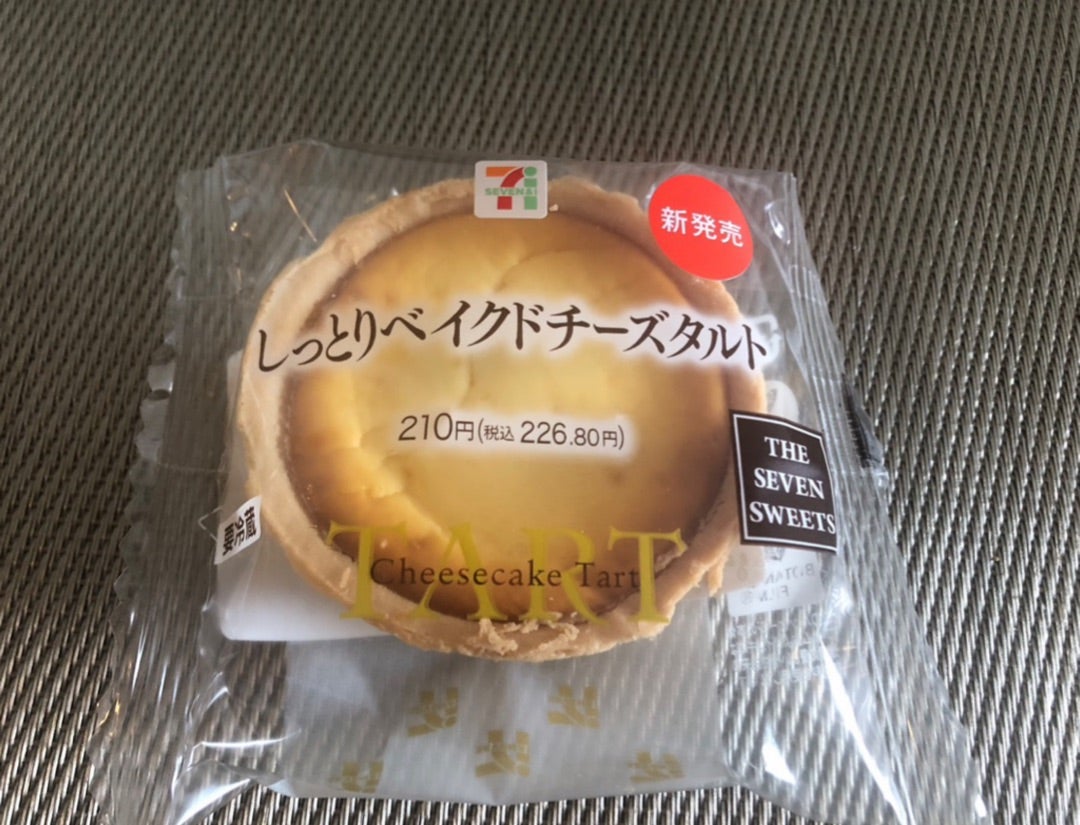 SEVEN&i
新発売
しっとりベイクドチーズタルト
210円(税込 226.80円)
THE
SEVEN
SWEETS
要冷蔵
TART
Cheesecake Tart